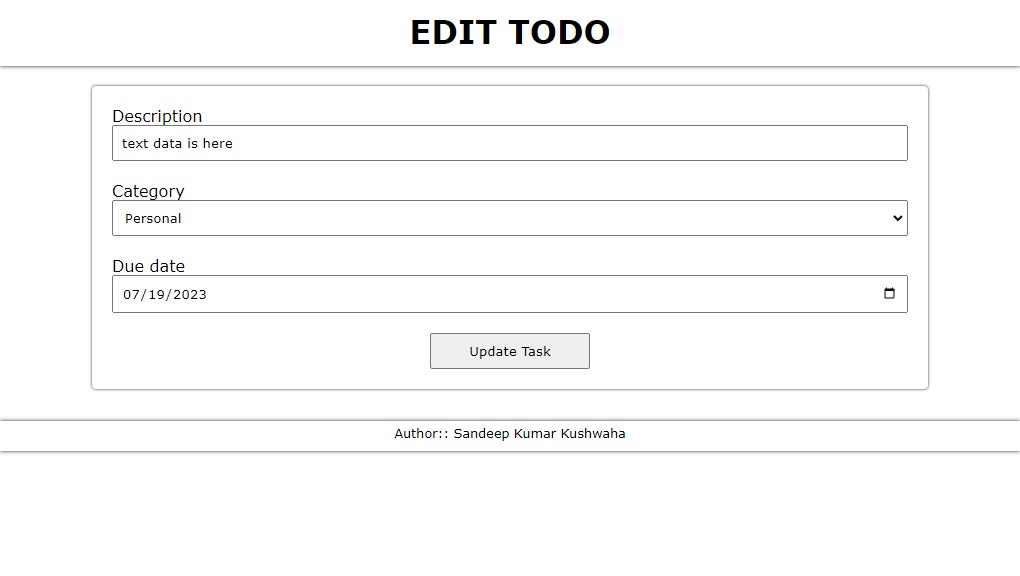 EDIT TODO
Description
text data is here
Category
Personal
Due date
07/19/2023
Update Task
Author:: Sandeep Kumar Kushwaha